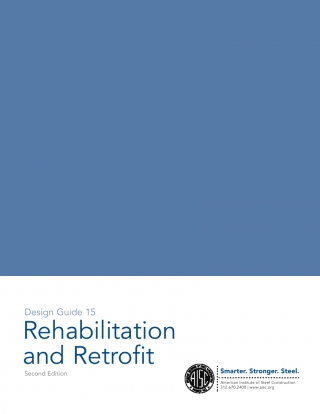 Design Guide 15
Rehabilitation
and Retrofit
Second Edition
AISC
Smarter. Stronger. Steel.
American Institute of Steel Construction
312.670.2400 | www.aisc.org